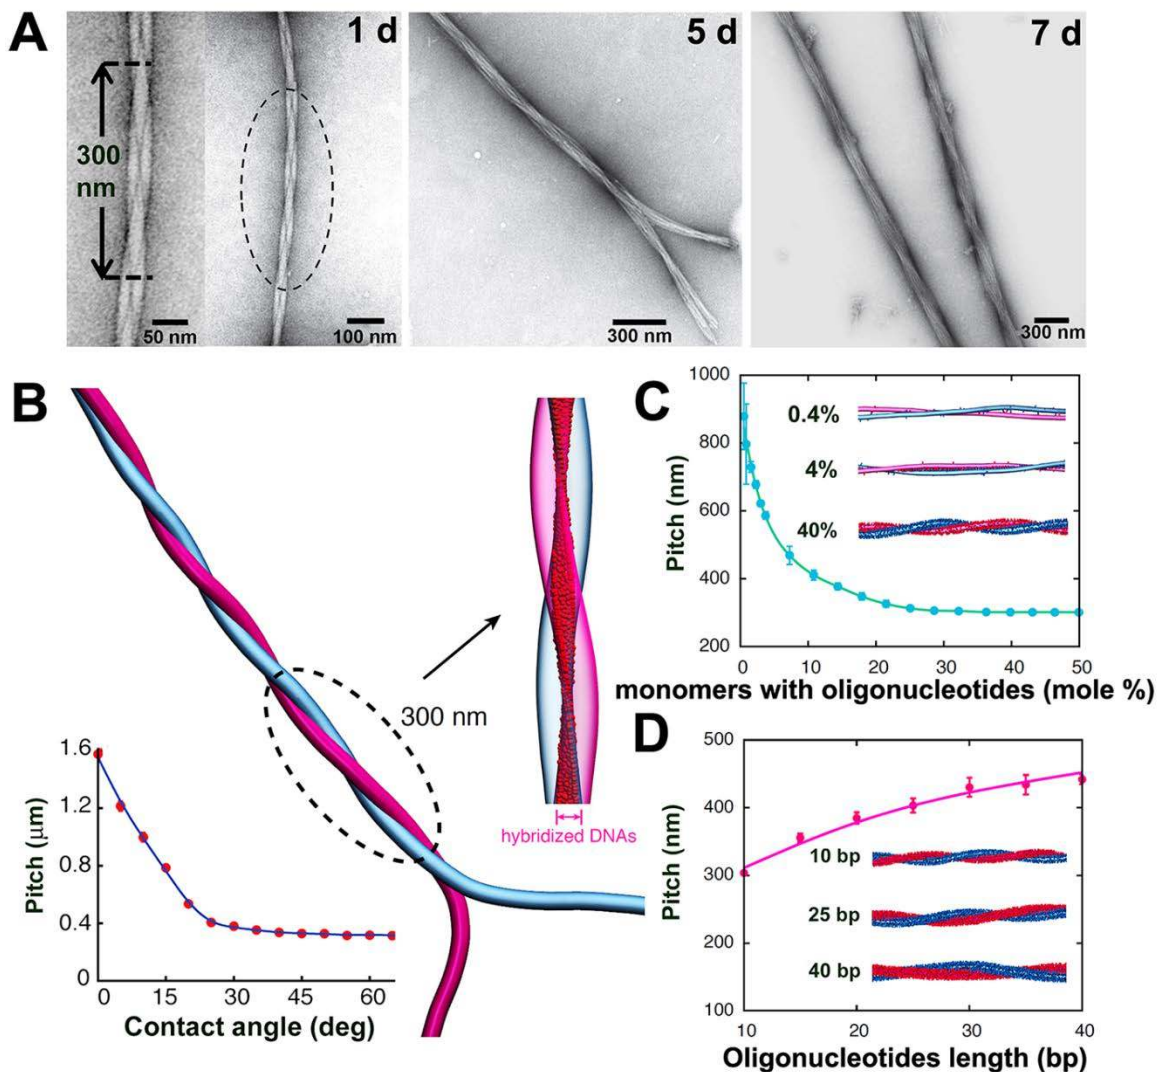 A
1 d
5 d
7 d
300
nm
50 nm
100 nm
300 nm
300 nm
B
300 nm
hybridized DNAs
1.6
1.2
0.8
0.4
0
Pitch (μm)
0 15 30 45 60
Contact angle (deg)
C
1000
800
600
400
200
Pitch (nm)
0.4%
4%
40%
0 10 20 30 40 50
monomers with oligonucleotides (mole %)
D
500
400
300
200
100
Pitch (nm)
10 bp
25 bp
40 bp
10 20 30 40
Oligonucleotides length (bp)